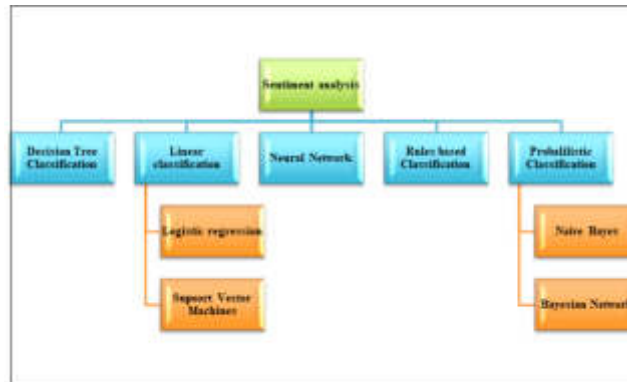 Sentiment analysis
Decision Tree
Classification
Linear
classification
Neural Network
Rules based
Classification
Probabilistic
Classification
Logistic regression
Support Vector
Machines
Naive Bayes
Bayesian Network